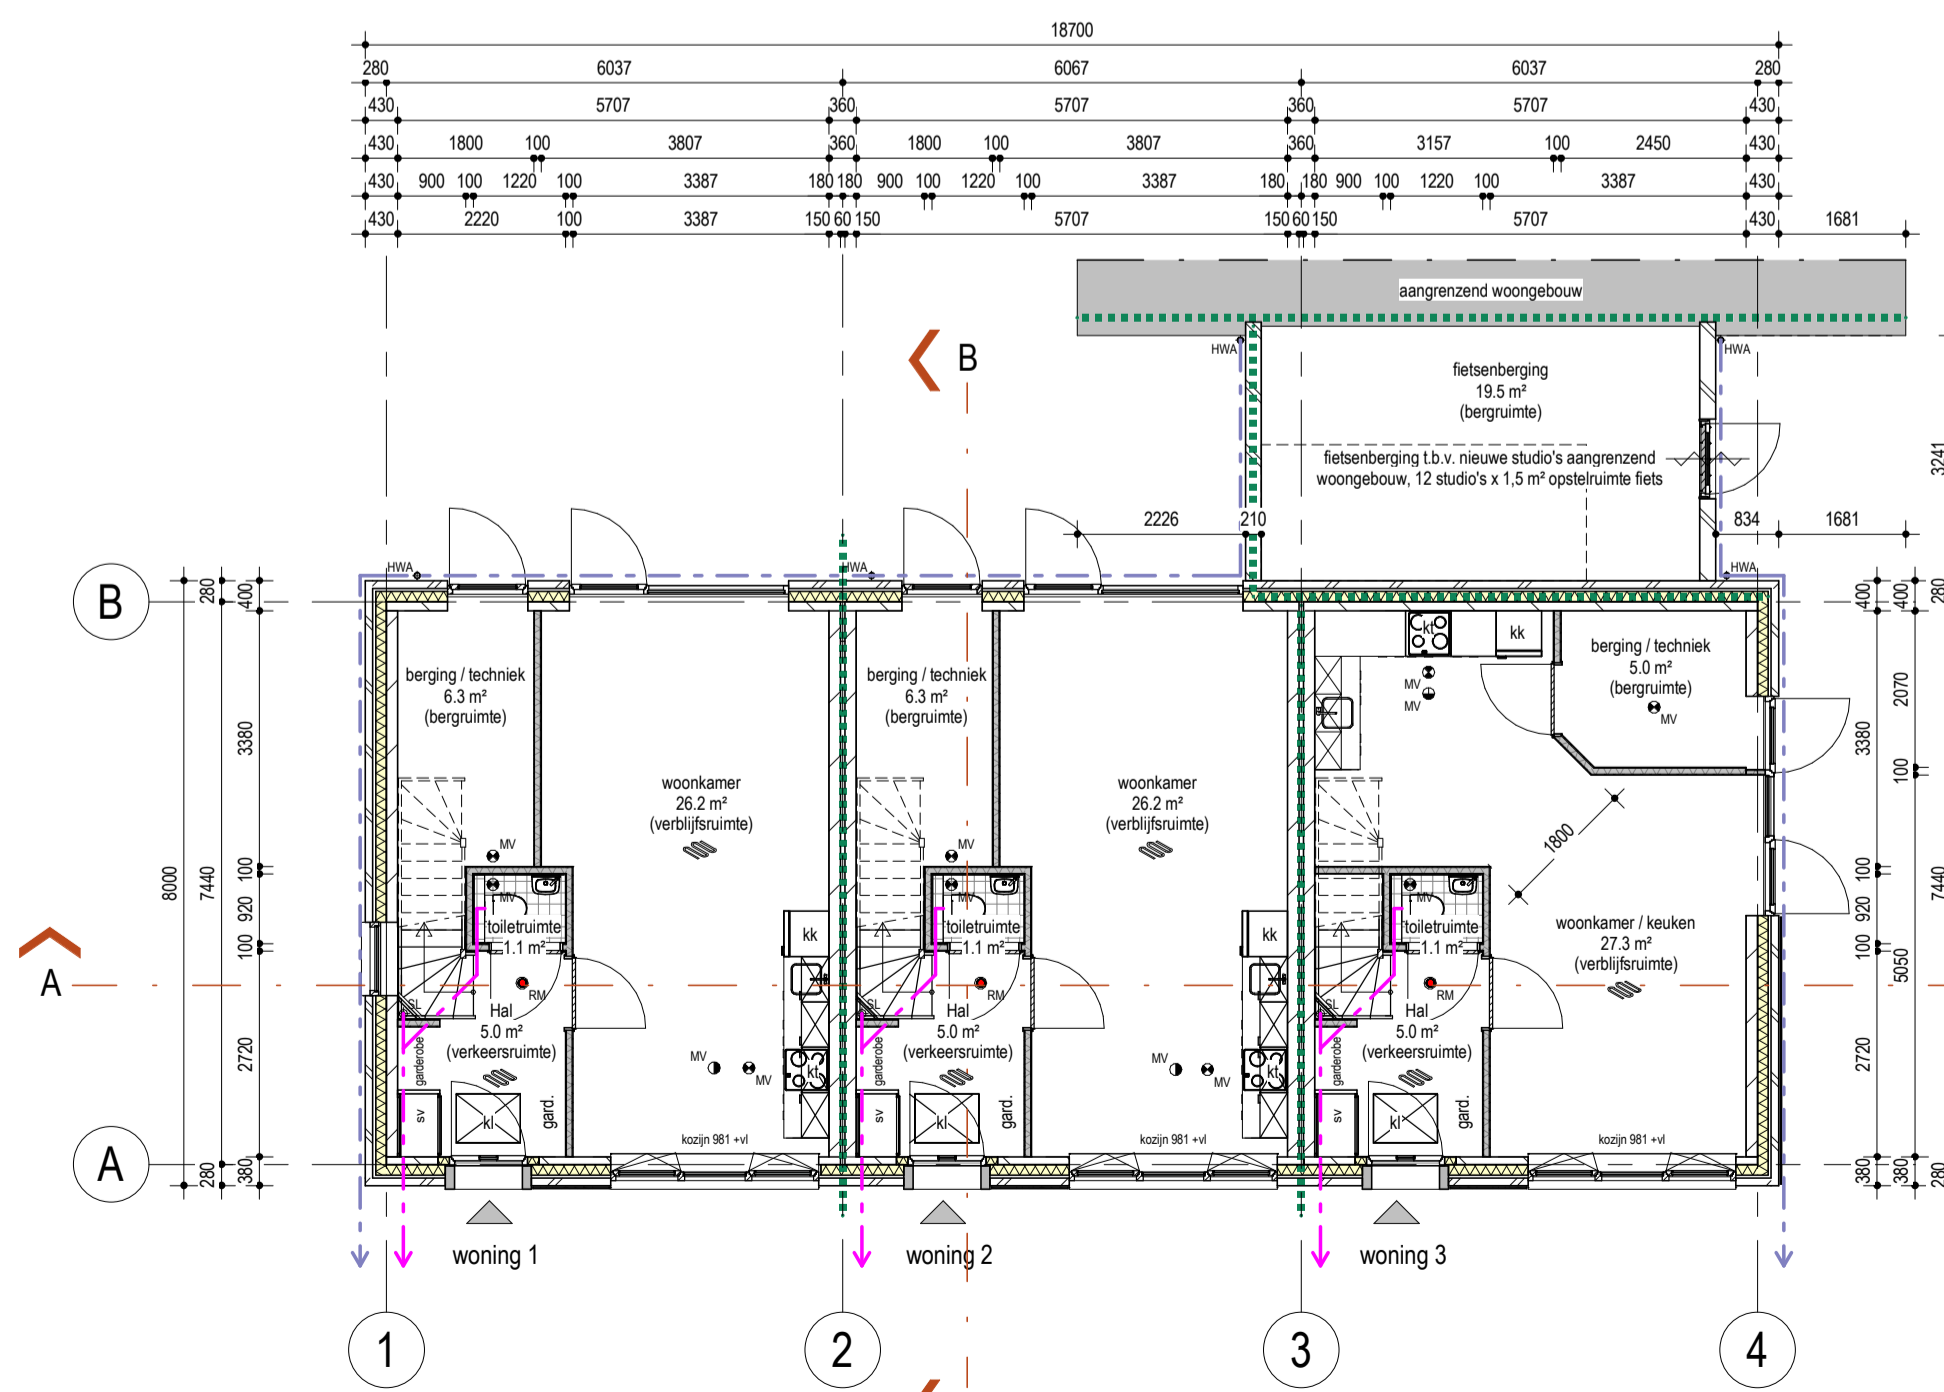 18700
280 6037 6067 6037 280
430 5707 360 5707 360 5707 430
430 1800 100 3807 360 1800 100 3807 360 3157 100 2450 430
430 900 100 1220 100 3387 180 180 900 100 1220 100 3387 180 180 900 100 1220 100 3387 430
430 2220 100 3387 150 60 150 5707 150 60 150 5707 430 1681
aangrenzend woongebouw
HWA
HWA
B
fietsenberging
19.5 m²
(bergruimte)
fietsenberging t.b.v. nieuwe studio's aangrenzend
woongebouw, 12 studio's x 1,5 m² opstelruimte fiets
3241
2226 210 834 1681
HWA
HWA
HWA
B
280
400
400
400
280
kt
kk
berging / techniek
6.3 m²
(bergruimte)
berging / techniek
6.3 m²
(bergruimte)
berging / techniek
5.0 m²
(bergruimte)
MV
MV
MV
3380
2070
3380
100
woonkamer
26.2 m²
(verblijfsruimte)
woonkamer
26.2 m²
(verblijfsruimte)
1800
8000
7440
100
920
100
MV
MV
MV
MV
MV
toiletruimte
1.1 m²
toiletruimte
1.1 m²
toiletruimte
1.1 m²
woonkamer / keuken
27.3 m²
(verblijfsruimte)
100
920
100
5050
7440
kk
kk
A
SL
RM
SL
RM
SL
RM
Hal
5.0 m²
(verkeersruimte)
Hal
5.0 m²
(verkeersruimte)
Hal
5.0 m²
(verkeersruimte)
2720
2720
garderobe
garderobe
garderobe
MV
MV
kt
MV
MV
kt
sv
kl
gard.
sv
kl
gard.
sv
kl
gard.
kozijn 981 +vl
kozijn 981 +vl
kozijn 981 +vl
A
280
380
380
380
280
woning 1
woning 2
woning 3
1
2
3
4